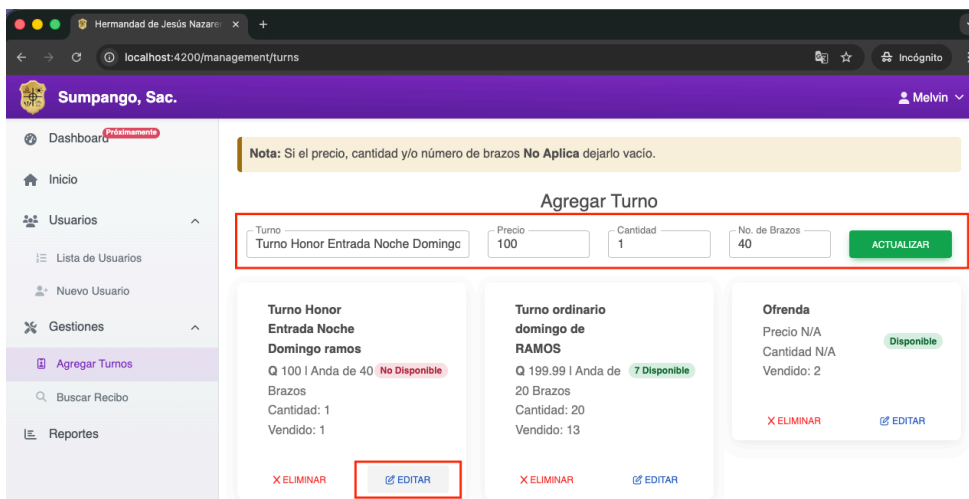 Hermandad de Jesús Nazare
localhost:4200/management/turns
Incógnito
Sumpango, Sac.
Melvin
Dashboard
Próximamente
Inicio
Usuarios
Lista de Usuarios
Nuevo Usuario
Gestiones
Agregar Turnos
Buscar Recibo
Reportes
Nota: Si el precio, cantidad y/o número de brazos No Aplica dejarlo vacío.
Agregar Turno
Turno
Turno Honor Entrada Noche Domingo
Precio
100
Cantidad
1
No. de Brazos
40
ACTUALIZAR
Turno Honor
Entrada Noche
Domingo ramos
Q 100 | Anda de 40
Brazos
No Disponible
Cantidad: 1
Vendido: 1
ELIMINAR
EDITAR
Turno ordinario
domingo de
RAMOS
Q 199.99 | Anda de
20 Brazos
7 Disponible
Cantidad: 20
Vendido: 13
ELIMINAR
EDITAR
Ofrenda
Precio N/A
Cantidad N/A
Disponible
Vendido: 2
ELIMINAR
EDITAR